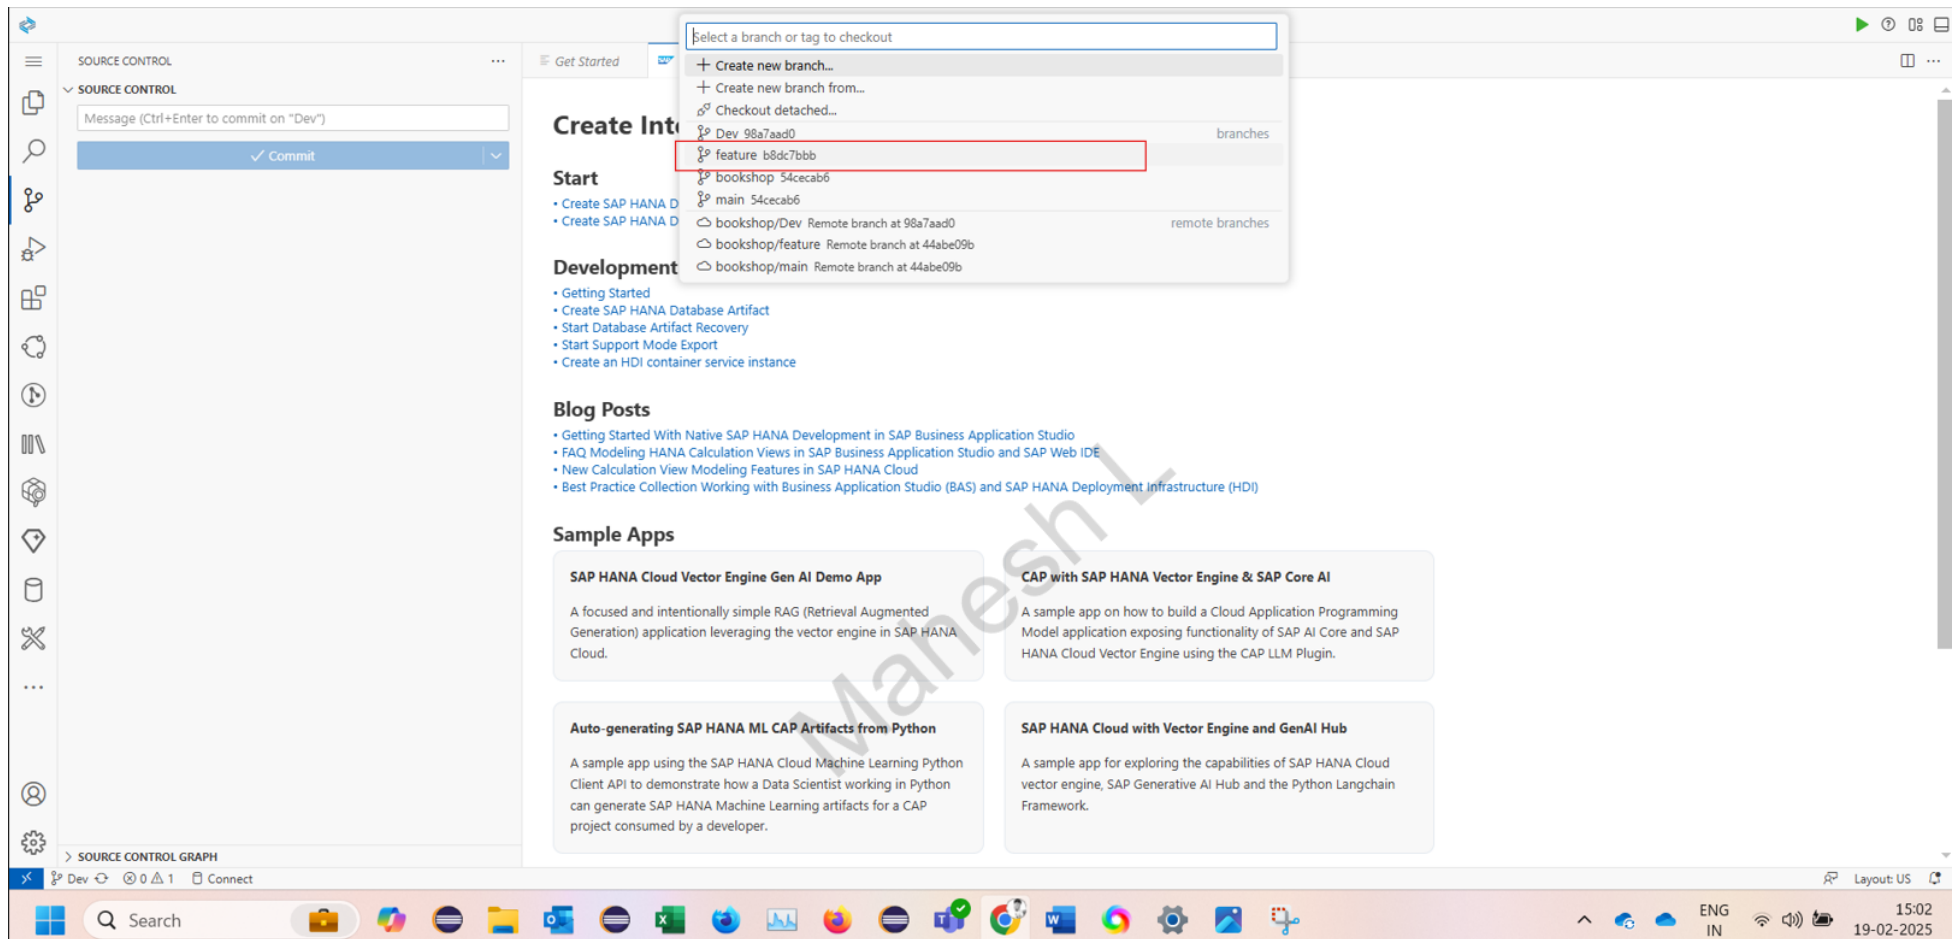 Select a branch or tag to checkout
SOURCE CONTROL
Get Started
Create new branch...
SOURCE CONTROL
Create new branch from...
Message (Ctrl+Enter to commit on "Dev")
Checkout detached...
Create Int
Dev 98a7aad0 branches
Commit
feature b8dc7bbb
Start
bookshop 54cecab6
• Create SAP HANA D
main 54cecab6
• Create SAP HANA D
bookshop/Dev Remote branch at 98a7aad0 remote branches
bookshop/feature Remote branch at 44abe09b
Development
bookshop/main Remote branch at 44abe09b
• Getting Started
• Create SAP HANA Database Artifact
• Start Database Artifact Recovery
• Start Support Mode Export
• Create an HDI container service instance
Blog Posts
• Getting Started With Native SAP HANA Development in SAP Business Application Studio
• FAQ Modeling HANA Calculation Views in SAP Business Application Studio and SAP Web IDE
• New Calculation View Modeling Features in SAP HANA Cloud
• Best Practice Collection Working with Business Application Studio (BAS) and SAP HANA Deployment Infrastructure (HDI)
Sample Apps
SAP HANA Cloud Vector Engine Gen AI Demo App
A focused and intentionally simple RAG (Retrieval Augmented
Generation) application leveraging the vector engine in SAP HANA
Cloud.
CAP with SAP HANA Vector Engine & SAP Core AI
A sample app on how to build a Cloud Application Programming
Model application exposing functionality of SAP AI Core and SAP
HANA Cloud Vector Engine using the CAP LLM Plugin.
Auto-generating SAP HANA ML CAP Artifacts from Python
A sample app using the SAP HANA Cloud Machine Learning Python
Client API to demonstrate how a Data Scientist working in Python
can generate SAP HANA Machine Learning artifacts for a CAP
project consumed by a developer.
SAP HANA Cloud with Vector Engine and GenAI Hub
A sample app for exploring the capabilities of SAP HANA Cloud
vector engine, SAP Generative AI Hub and the Python Langchain
Framework.
Mahesh L
SOURCE CONTROL GRAPH
Dev 0 1 Connect
Layout: US
Search
ENG
IN
15:02
19-02-2025